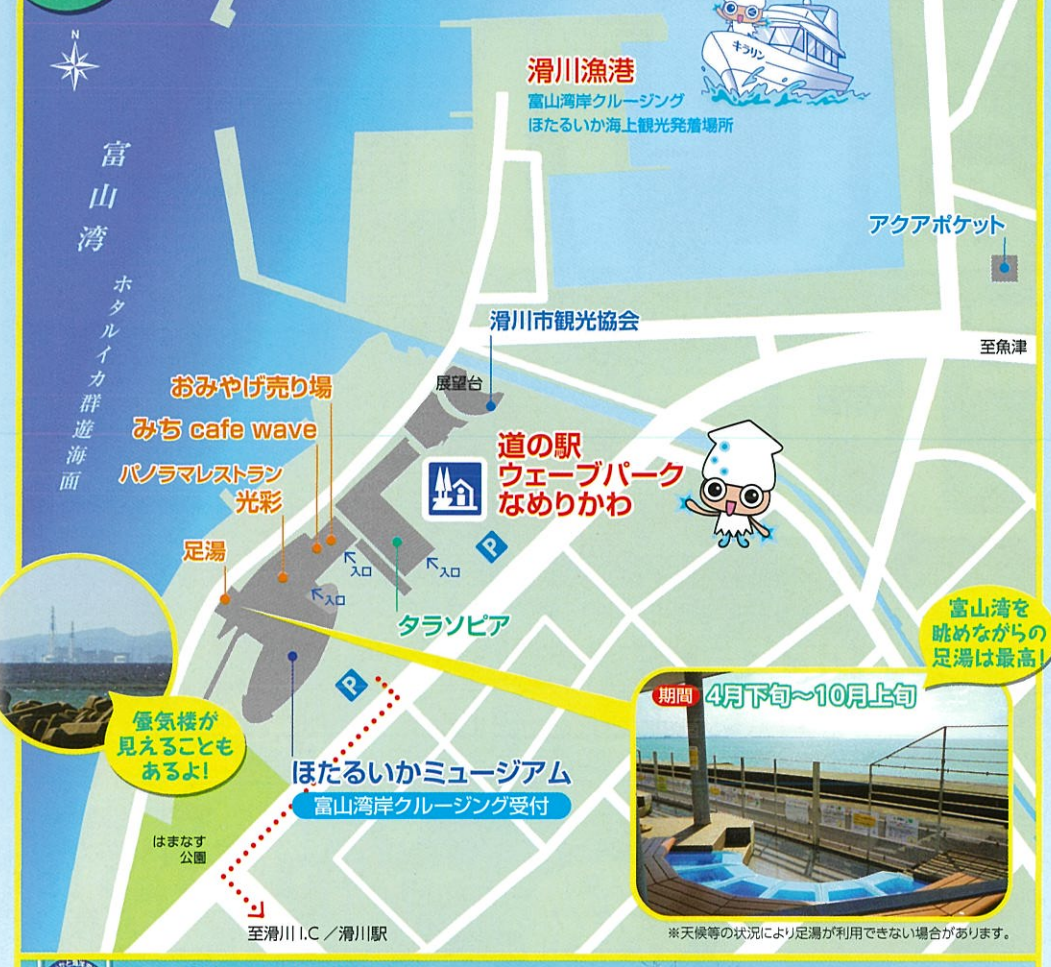 N
キラリン
滑川漁港
富山湾岸クルージング
ほたるいか海上観光発着場所
富山湾
ホタルイカ群遊海面
アクアポケット
滑川市観光協会
至魚津
展望台
おみやげ売り場
みち cafe wave
パノラマレストラン
光彩
足湯
道の駅
ウェーブパーク
なめりかわ
P
入口
入口
入口
タラソピア
P
富山湾を
眺めながらの
足湯は最高!
期間 4月下旬~10月上旬
蜃気楼が
見えることも
あるよ!
ほたるいかミュージアム
富山湾岸クルージング受付
はまなす
公園
至滑川I.C/滑川駅
※天候等の状況により足湯が利用できない場合があります。